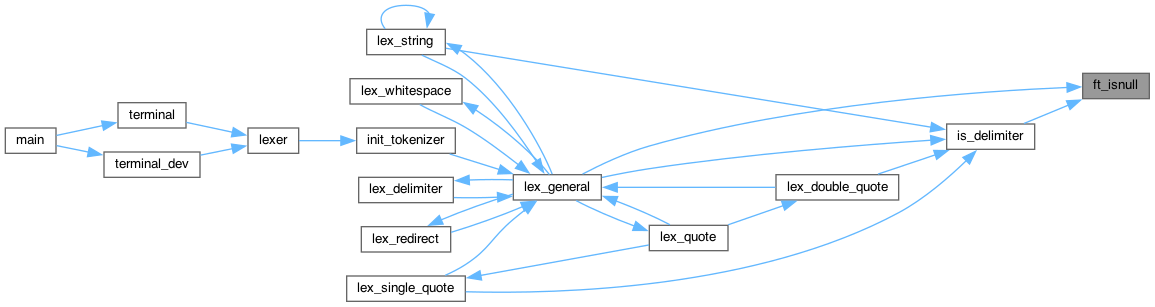 main
terminal
terminal_dev
lexer
lex_string
lex_whitespace
init_tokenizer
lex_delimiter
lex_redirect
lex_single_quote
lex_general
lex_quote
lex_double_quote
is_delimiter
ft_isnull